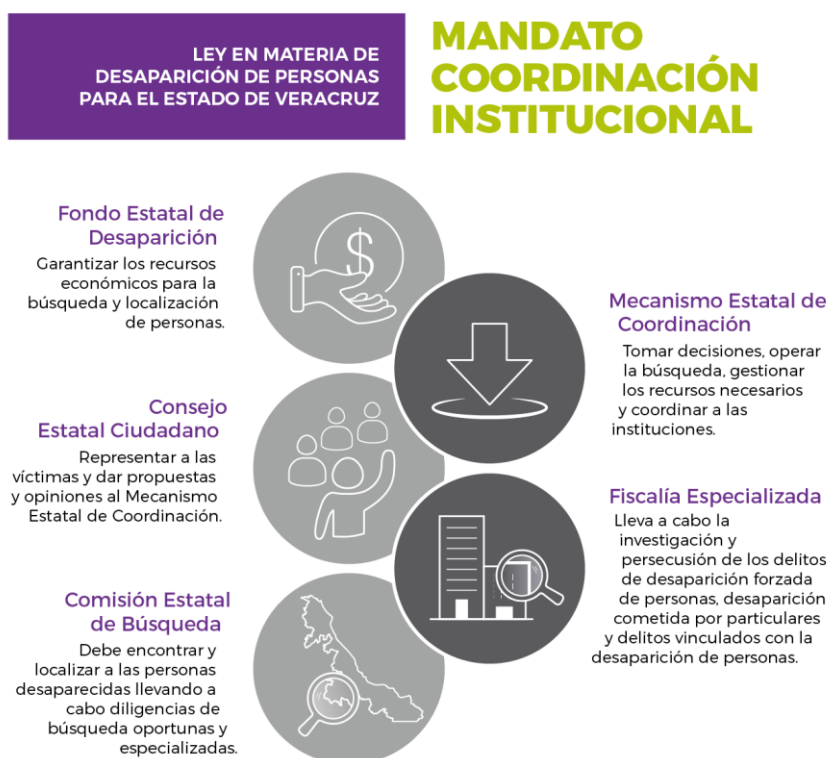 LEY EN MATERIA DE
DESAPARICIÓN DE PERSONAS
PARA EL ESTADO DE VERACRUZ
MANDATO
COORDINACIÓN
INSTITUCIONAL
Fondo Estatal de
Desaparición
Garantizar los recursos
económicos para la
búsqueda y localización
de personas.
$
Mecanismo Estatal de
Coordinación
Tomar decisiones, operar
la búsqueda, gestionar
los recursos necesarios
y coordinar a las
instituciones.
Consejo
Estatal Ciudadano
Representar a las
víctimas y dar propuestas
y opiniones al Mecanismo
Estatal de Coordinación.
Fiscalía Especializada
Lleva a cabo la
investigación y
persecusión de los delitos
de desaparición forzada
de personas, desaparición
cometida por particulares
y delitos vinculados con la
desaparición de personas.
Comisión Estatal
de Búsqueda
Debe encontrar y
localizar a las personas
desaparecidas llevando a
cabo diligencias de
búsqueda oportunas y
especializadas.